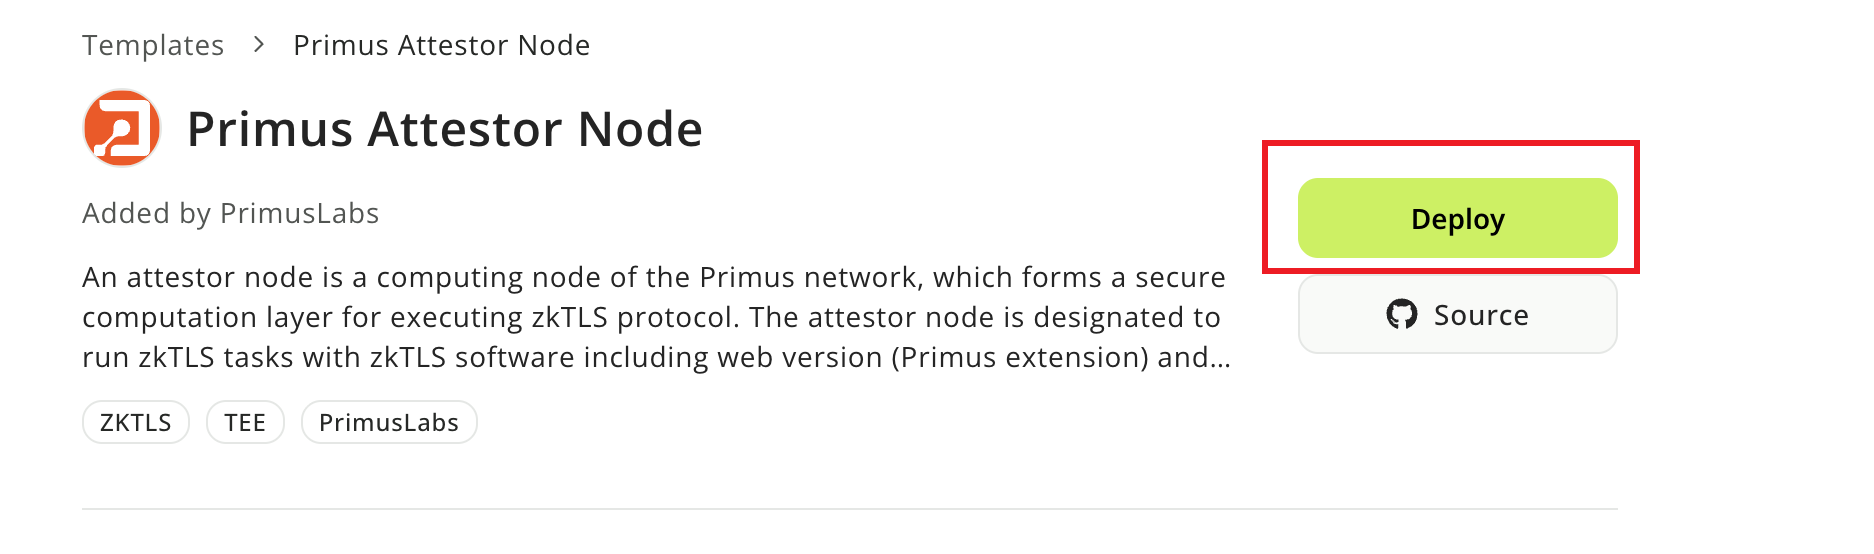 Templates > Primus Attestor Node
Primus Attestor Node
Added by PrimusLabs
An attestor node is a computing node of the Primus network, which forms a secure
computation layer for executing zkTLS protocol. The attestor node is designated to
run zkTLS tasks with zkTLS software including web version (Primus extension) and...
ZKTLS TEE PrimusLabs
Deploy
Source